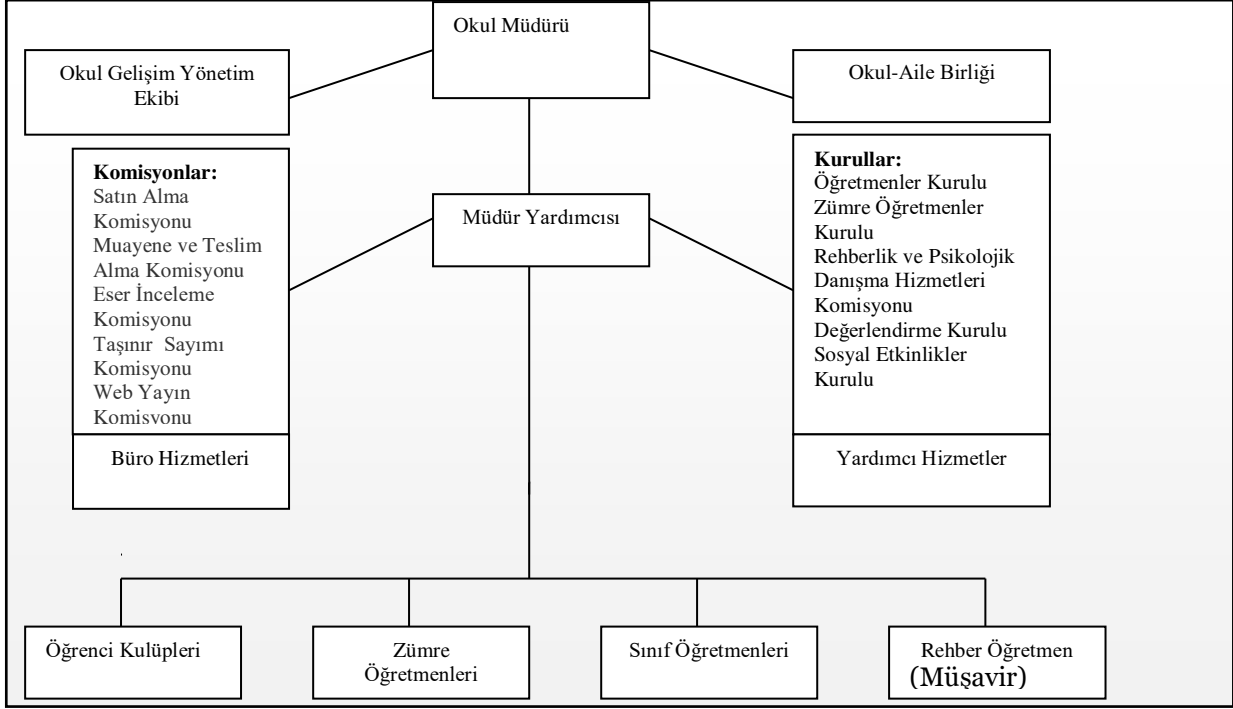 Okul Müdürü
Okul Gelişim Yönetim
Ekibi
Okul-Aile Birliği
Komisyonlar:
Satın Alma
Komisyonu
Muayene ve Teslim
Alma Komisyonu
Eser İnceleme
Komisyonu
Taşınır Sayımı
Komisyonu
Web Yayın
Komisyonu
Müdür Yardımcısı
Kurullar:
Öğretmenler Kurulu
Zümre Öğretmenler
Kurulu
Rehberlik ve Psikolojik
Danışma Hizmetleri
Komisyonu
Değerlendirme Kurulu
Sosyal Etkinlikler
Kurulu
Büro Hizmetleri
Yardımcı Hizmetler
Öğrenci Kulüpleri
Zümre
Öğretmenleri
Sınıf Öğretmenleri
Rehber Öğretmen
(Müşavir)